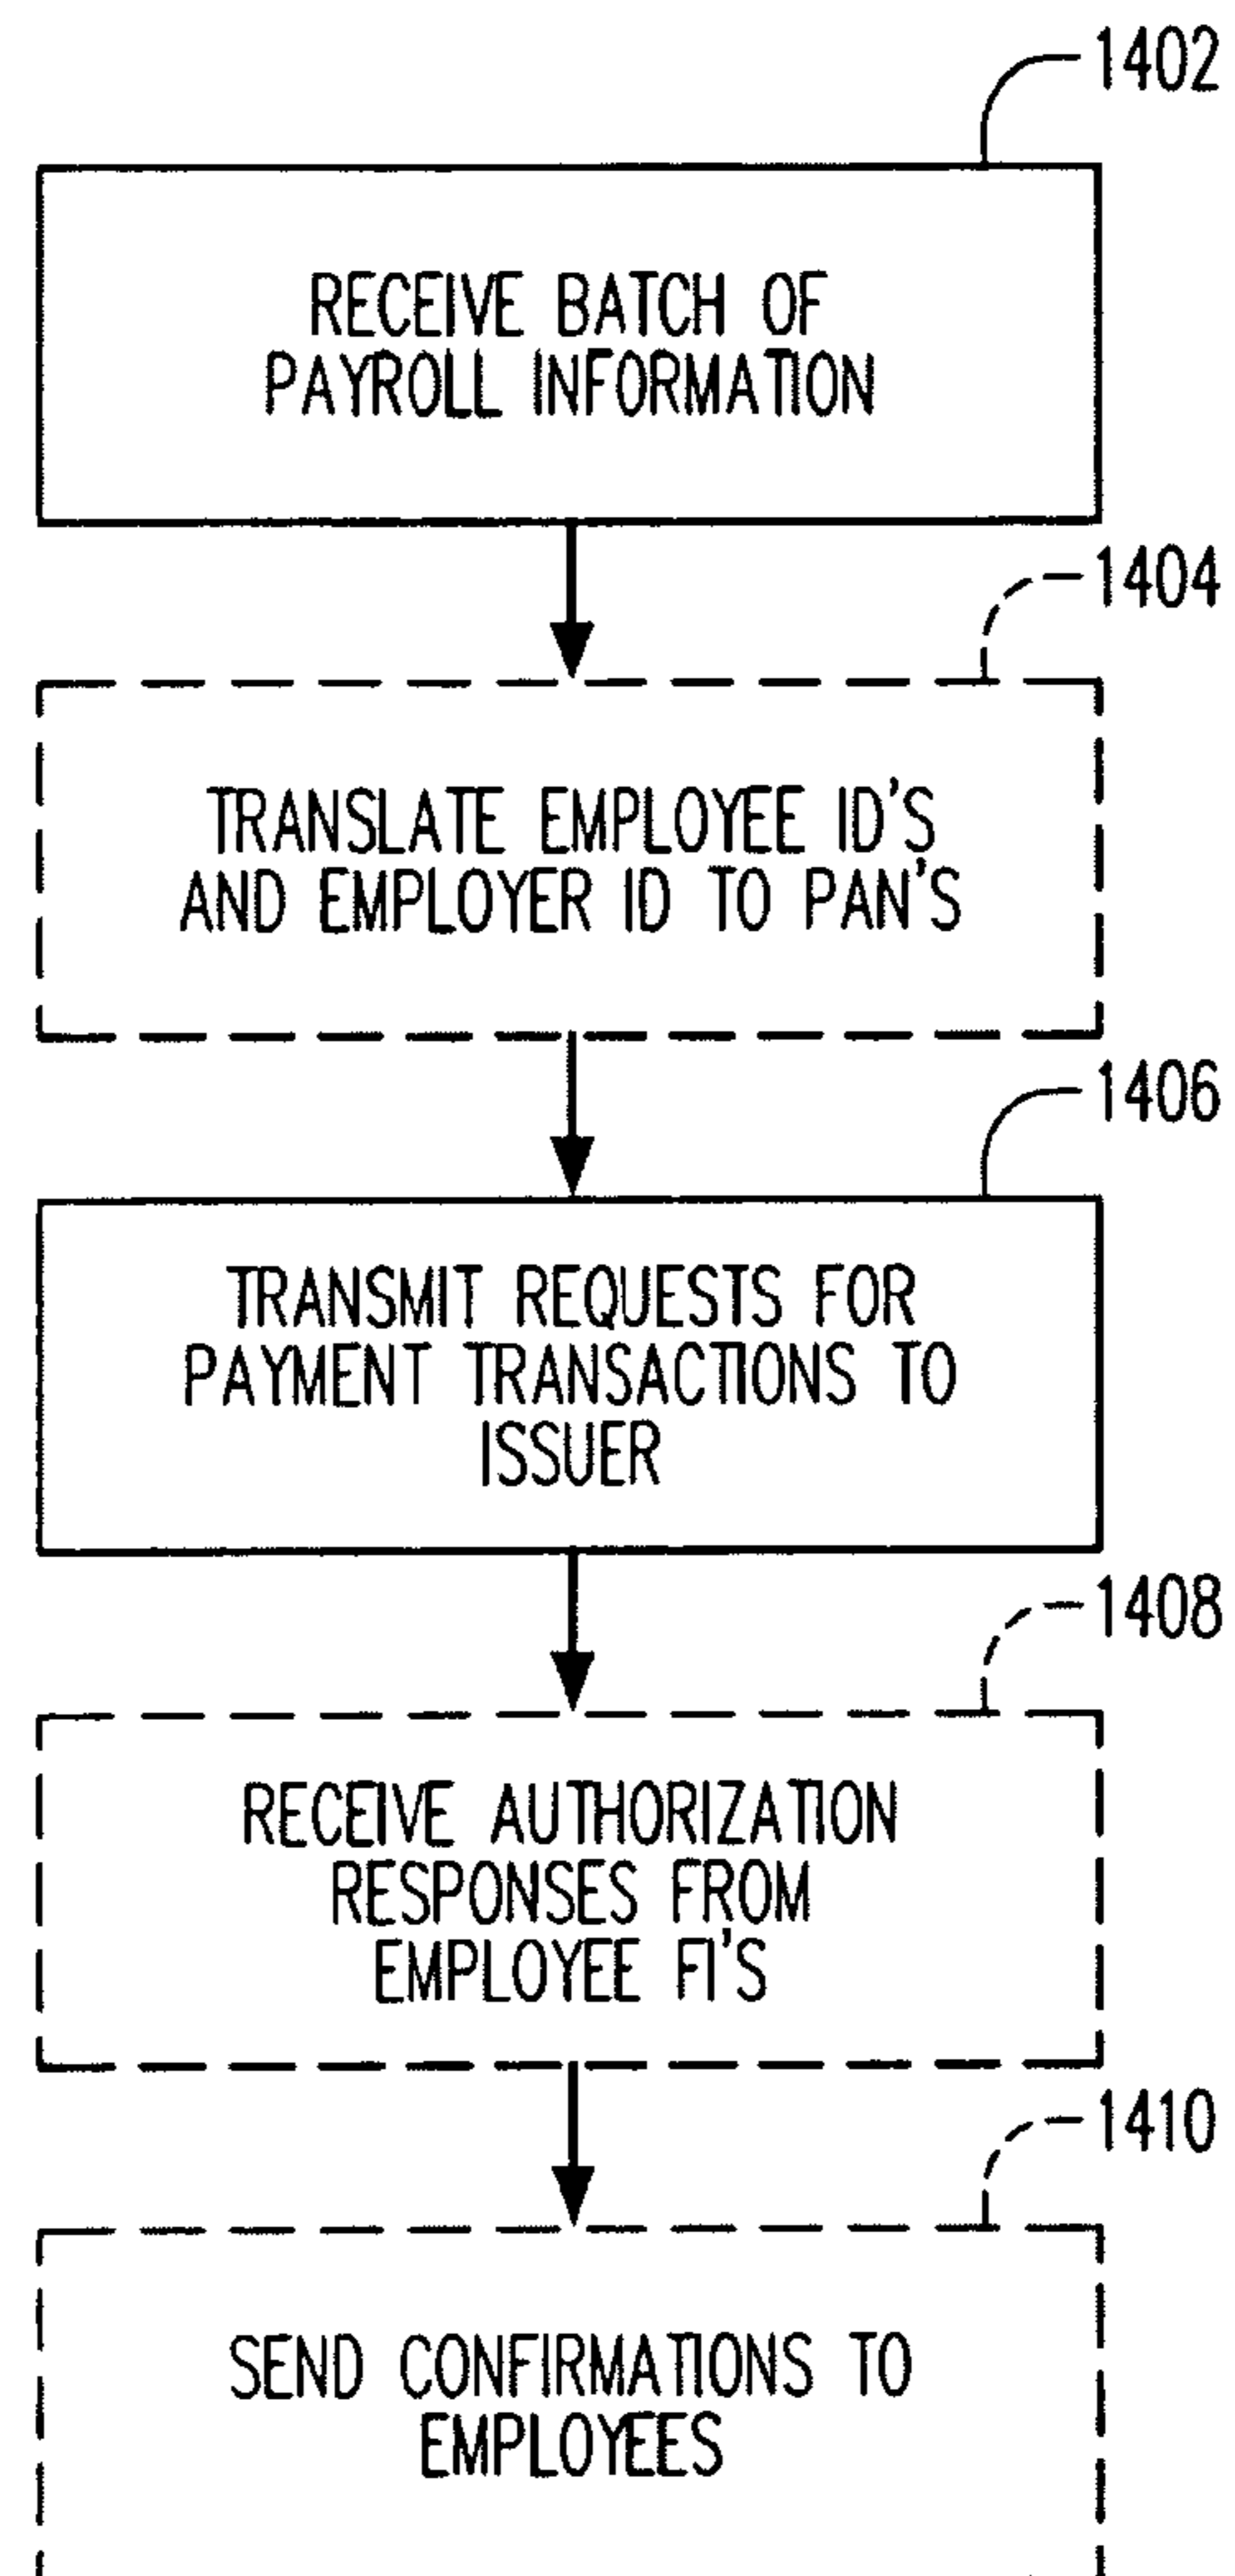 1402
RECEIVE BATCH OF
PAYROLL INFORMATION
1404
TRANSLATE EMPLOYEE ID'S
AND EMPLOYER ID TO PAN'S
1406
TRANSMIT REQUESTS FOR
PAYMENT TRANSACTIONS TO
ISSUER
1408
RECEIVE AUTHORIZATION
RESPONSES FROM
EMPLOYEE FI'S
1410
SEND CONFIRMATIONS TO
EMPLOYEES